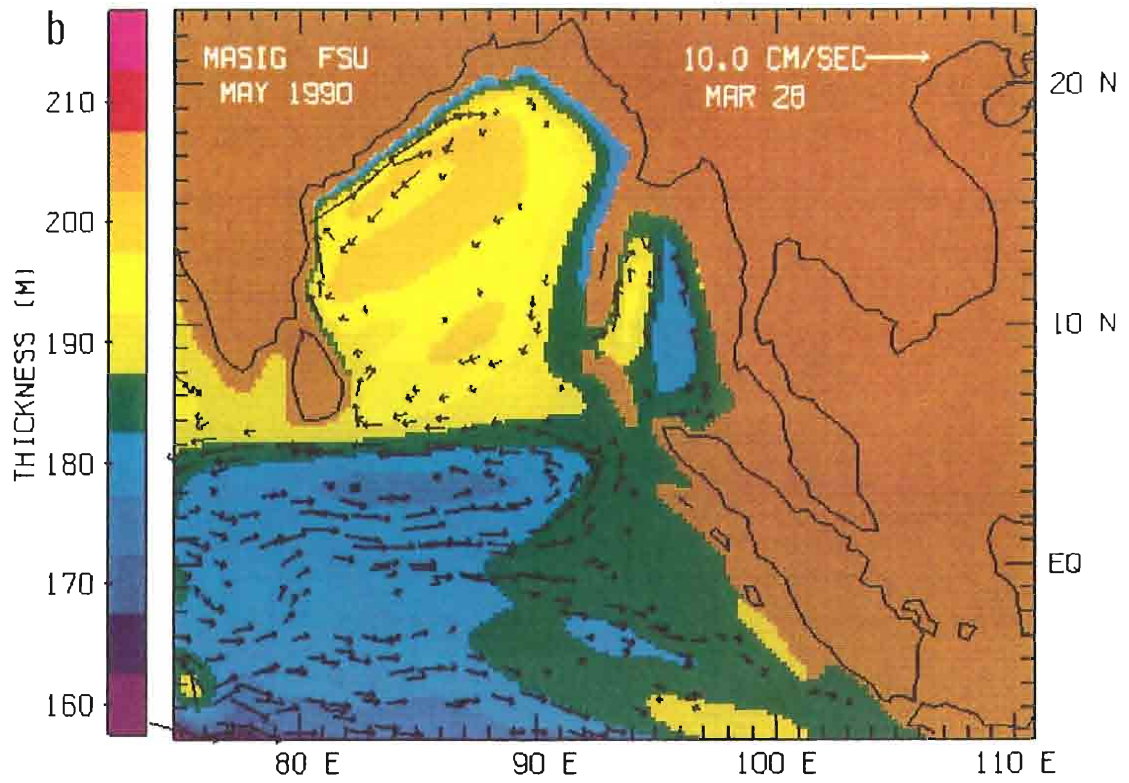 b
MASIG FSU
MAY 1990
10.0 CM/SEC
MAR 28
THICKNESS (M)
210
200
190
180
170
160
20 N
10 N
EQ
80 E
90 E
100 E
110 E